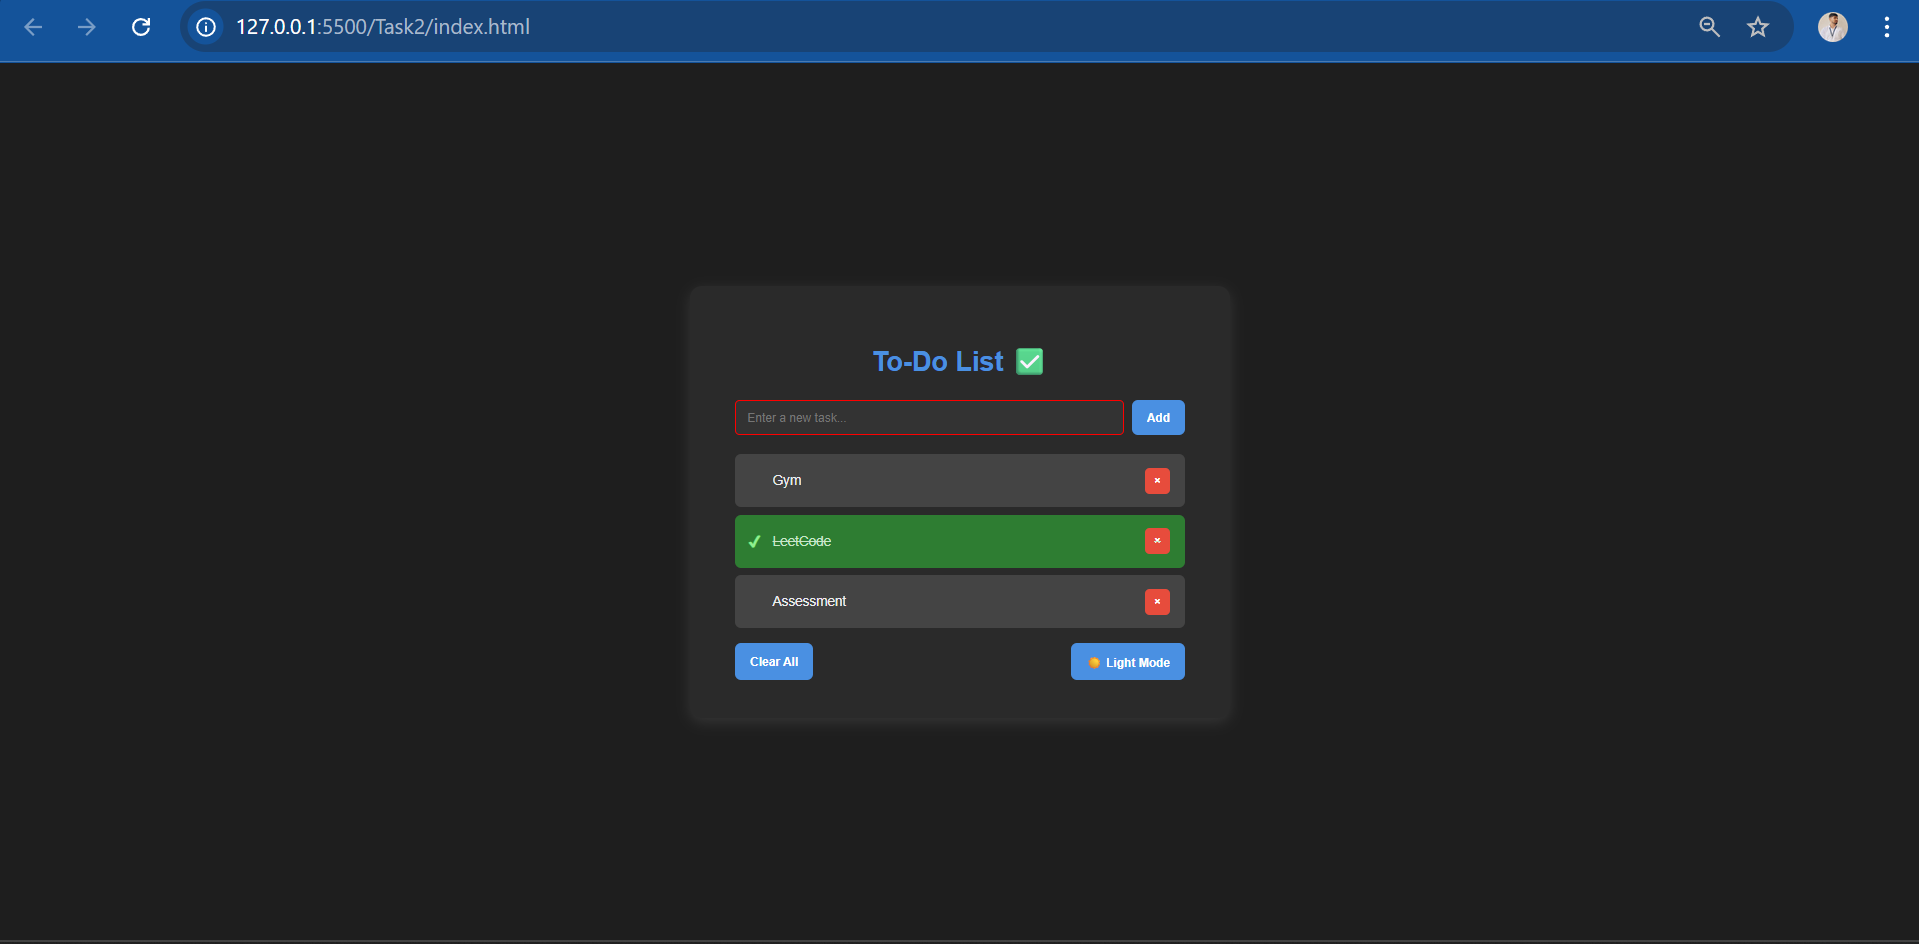 127.0.0.1:5500/Task2/index.html
To-Do List ✅
Enter a new task...
Add
Gym
✔ LeetCode
Assessment
Clear All
Light Mode